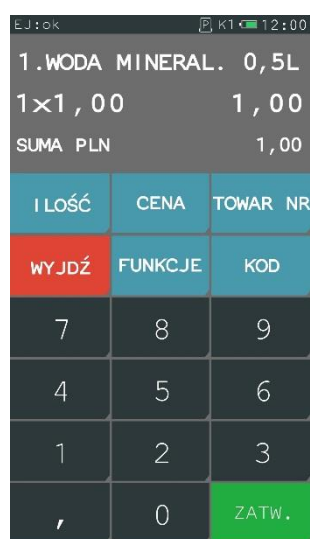 EJ:ok P K1 12:00
1.WODA MINERAL. 0,5L
1x1,00 1,00
SUMA PLN 1,00
ILOŚĆ CENA TOWAR NR
WYJDŹ FUNKCJE KOD
7 8 9
4 5 6
1 2 3
, 0 ZATW.